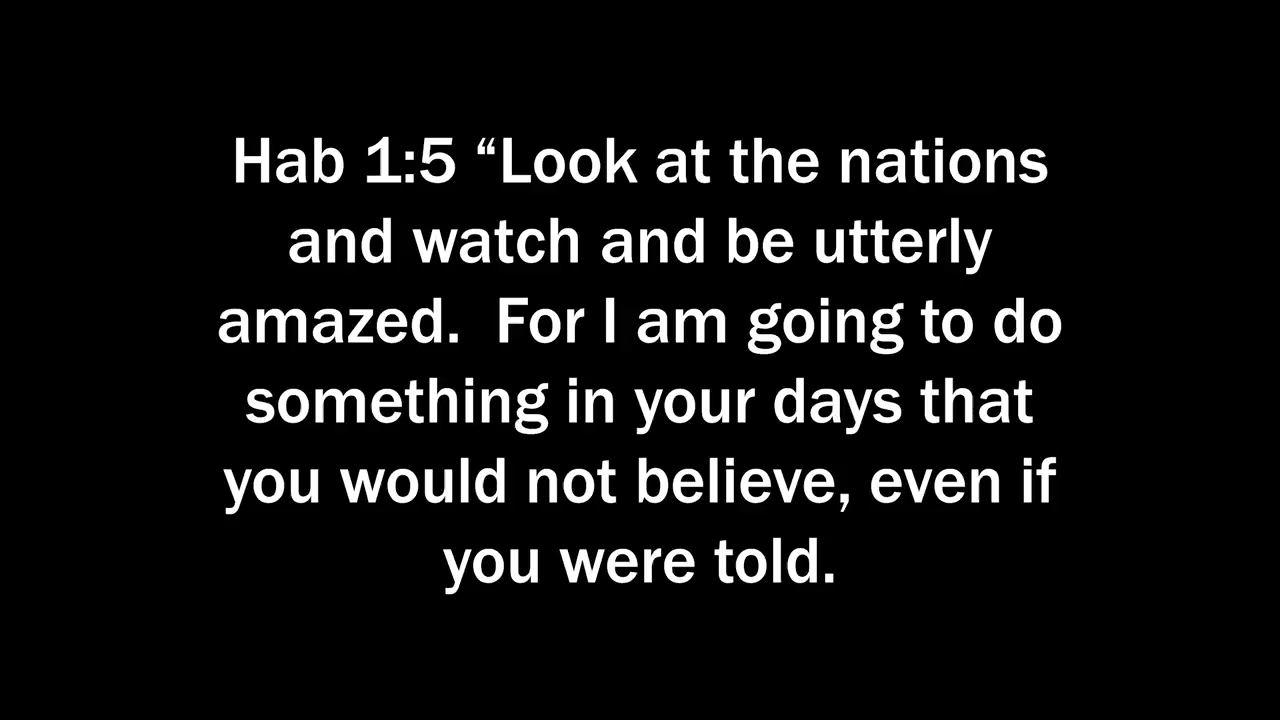 Hab 1:5 “Look at the nations
and watch and be utterly
amazed.  For I am going to do
something in your days that
you would not believe, even if
you were told.